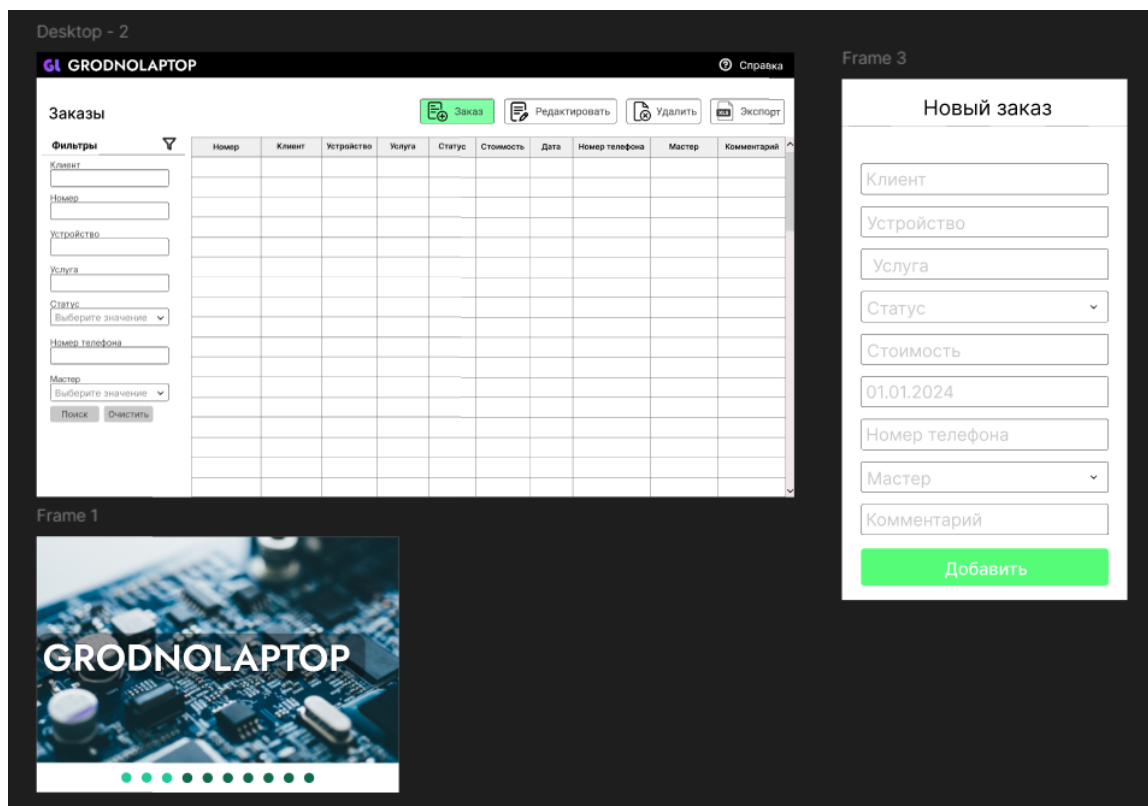 Desktop - 2
GL GRODNOLAPTOP
Справка
Заказы
Заказ
Редактировать
Удалить
XLS
Экспорт
Фильтры
Клиент
Номер
Устройство
Услуга
Статус
Выберите значение
Номер телефона
Мастер
Выберите значение
Поиск Очистить
Номер Клиент Устройство Услуга Статус Стоимость Дата Номер телефона Мастер Комментарий
Frame 3
Новый заказ
Клиент
Устройство
Услуга
Статус
Стоимость
01.01.2024
Номер телефона
Мастер
Комментарий
Добавить
Frame 1
GRODNOLAPTOP